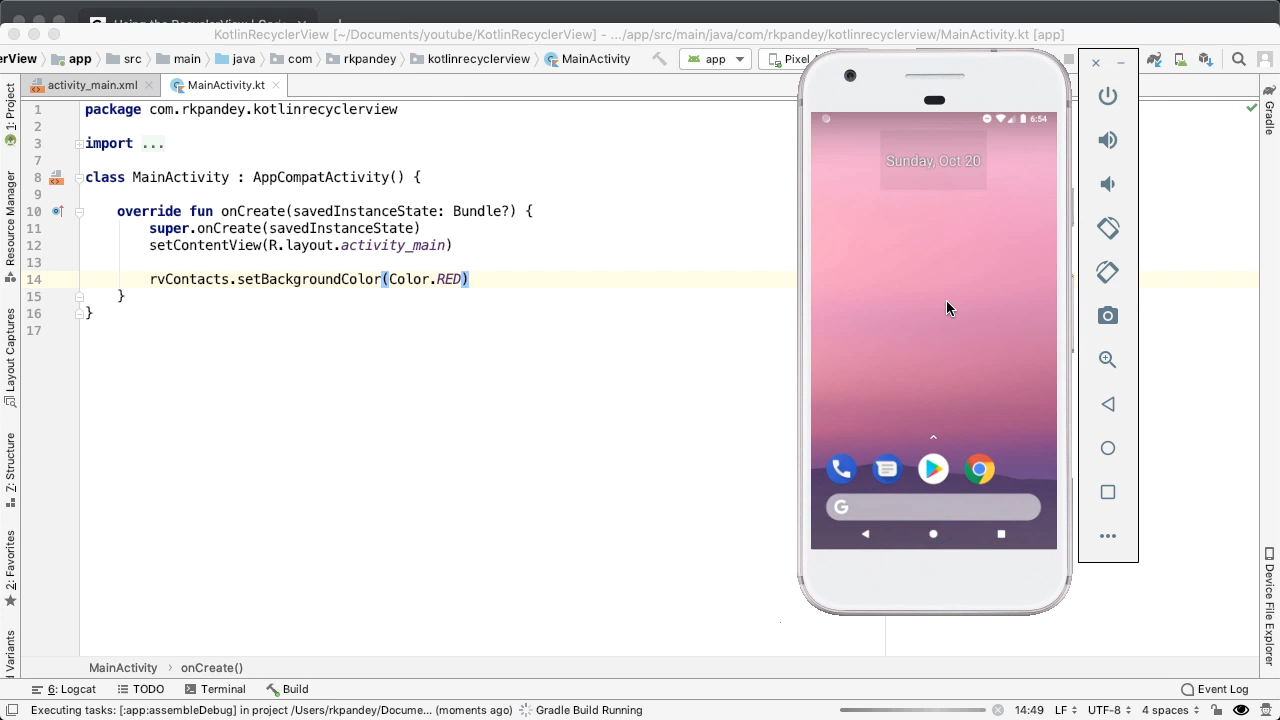 KotlinRecyclerView [~/Documents/youtube/KotlinRecyclerView] - .../app/src/main/java/com/rkpandey/kotlinrecyclerview/MainActivity.kt [app]
erView app src main java com rkpandey kotlinrecyclerview MainActivity app Pixel
activity_main.xml MainActivity.kt
1 package com.rkpandey.kotlinrecyclerview
2
3 import ...
7
8 class MainActivity : AppCompatActivity() {
9
10 override fun onCreate(savedInstanceState: Bundle?) {
11 super.onCreate(savedInstanceState)
12 setContentView(R.layout.activity_main)
13
14 rvContacts.setBackgroundColor(Color.RED)
15 }
16 }
17
1: Project
Resource Manager
Layout Captures
Z: Structure
2: Favorites
Variants
6:54
Sunday, Oct 20
G
Gradle
Device File Explorer
MainActivity › onCreate()
6: Logcat TODO Terminal Build Event Log
Executing tasks: [:app:assembleDebug] in project /Users/rkpandey/Docume... (moments ago) Gradle Build Running 14:49 LF UTF-8 4 spaces